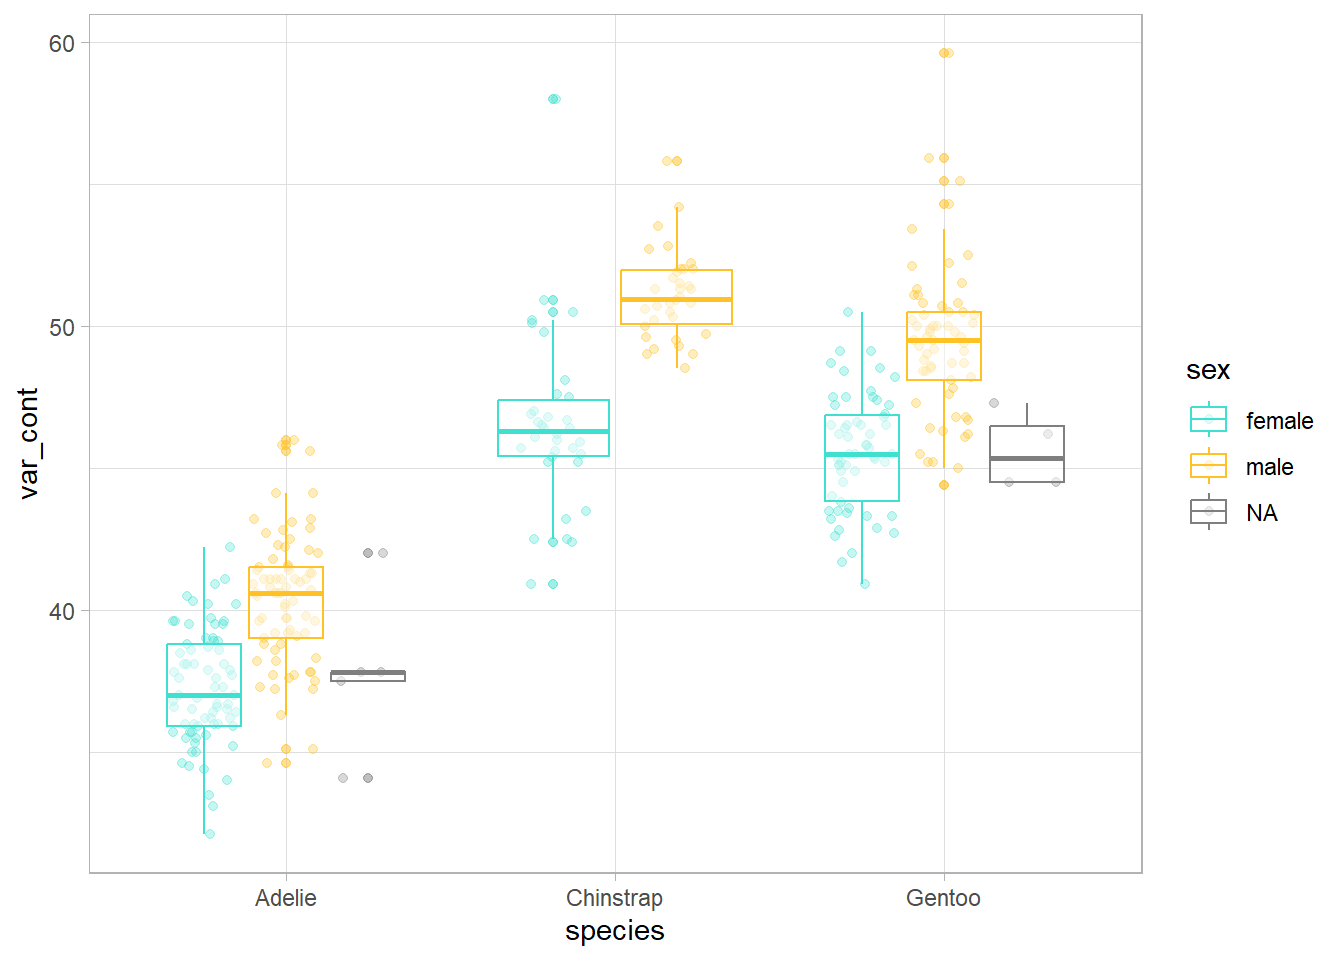 60
50
40
var_cont
Adelie
Chinstrap
Gentoo
species
sex
female
male
NA